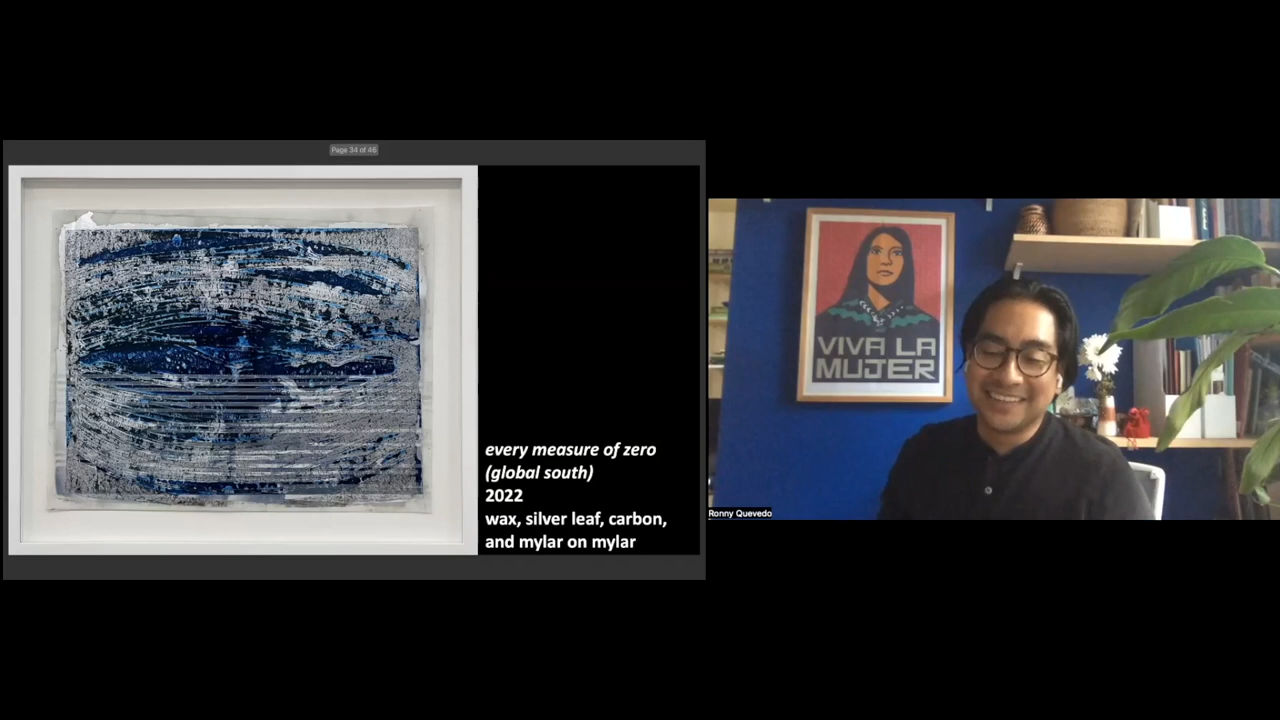 Page 34 of 46
every measure of zero
(global south)
2022
wax, silver leaf, carbon,
and mylar on mylar
VIVA LA
MUJER
Ronny Quevedo